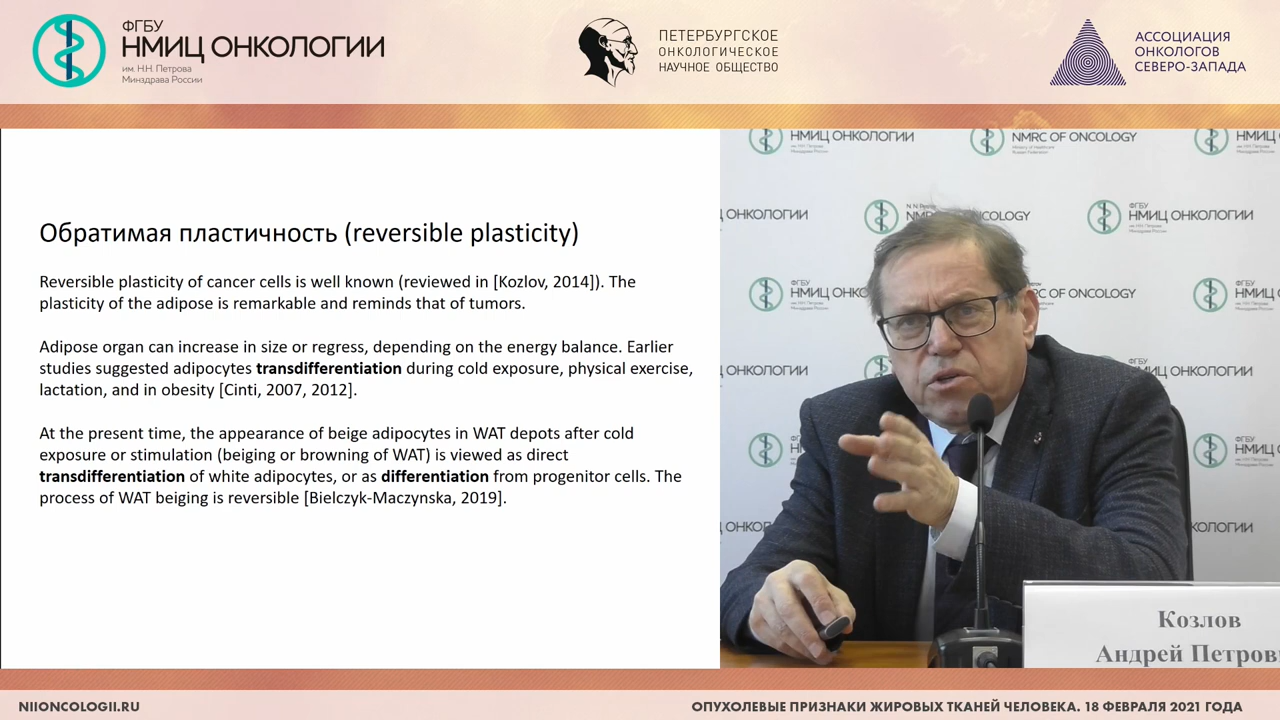 ФГБУ
НМИЦ ОНКОЛОГИИ
им. Н.Н. Петрова
Минздрава России
ПЕТЕРБУРГСКОЕ
ОНКОЛОГИЧЕСКОЕ
НАУЧНОЕ ОБЩЕСТВО
АССОЦИАЦИЯ
ОНКОЛОГОВ
СЕВЕРО-ЗАПАДА
Обратимая пластичность (reversible plasticity)
Reversible plasticity of cancer cells is well known (reviewed in [Kozlov, 2014]). The
plasticity of the adipose is remarkable and reminds that of tumors.
Adipose organ can increase in size or regress, depending on the energy balance. Earlier
studies suggested adipocytes transdifferentiation during cold exposure, physical exercise,
lactation, and in obesity [Cinti, 2007, 2012].
At the present time, the appearance of beige adipocytes in WAT depots after cold
exposure or stimulation (beiging or browning of WAT) is viewed as direct
transdifferentiation of white adipocytes, or as differentiation from progenitor cells. The
process of WAT beiging is reversible [Bielczyk-Maczynska, 2019].
НМИЦ ОНКОЛОГИИ
NMRC OF ONCOLOGY
ФГБУ
НМИЦ ОНКОЛОГИИ
Козлов
Андрей Петров
NIIONCOLOGII.RU
ОПУХОЛЕВЫЕ ПРИЗНАКИ ЖИРОВЫХ ТКАНЕЙ ЧЕЛОВЕКА. 18 ФЕВРАЛЯ 2021 ГОДА